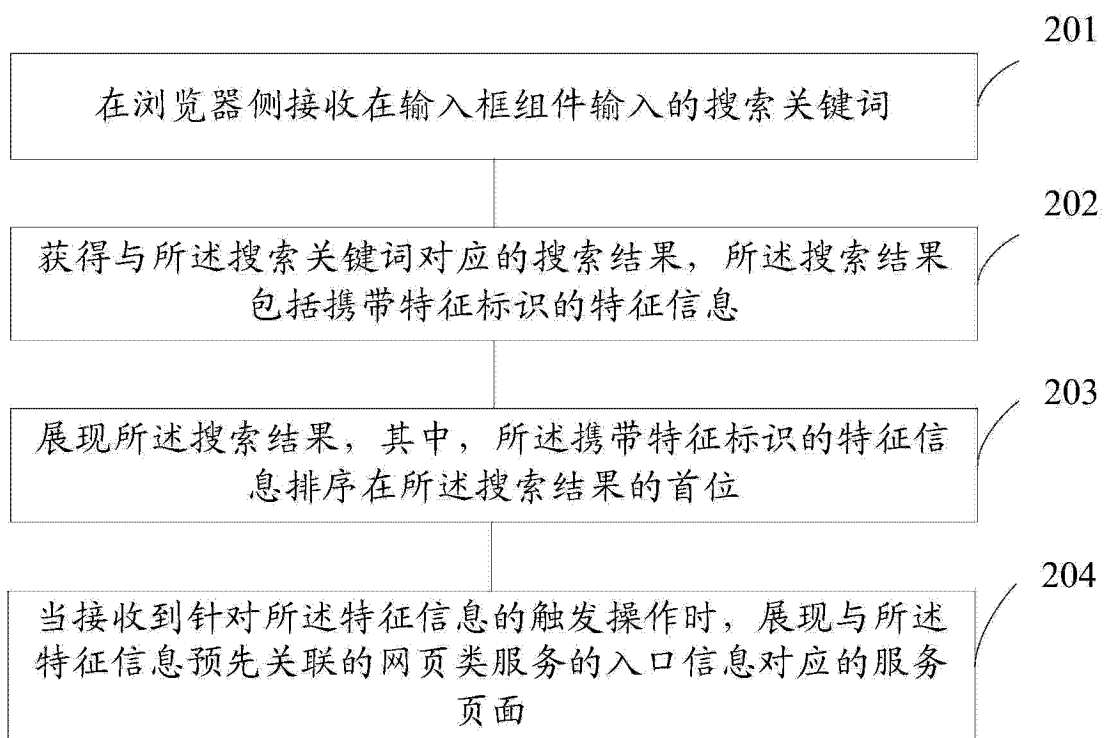 201
在浏览器侧接收在输入框组件输入的搜索关键词
202
获得与所述搜索关键词对应的搜索结果，所述搜索结果
包括携带特征标识的特征信息
203
展现所述搜索结果，其中，所述携带特征标识的特征信
息排序在所述搜索结果的首位
204
当接收到针对所述特征信息的触发操作时，展现与所述
特征信息预先关联的网页类服务的入口信息对应的服务
页面